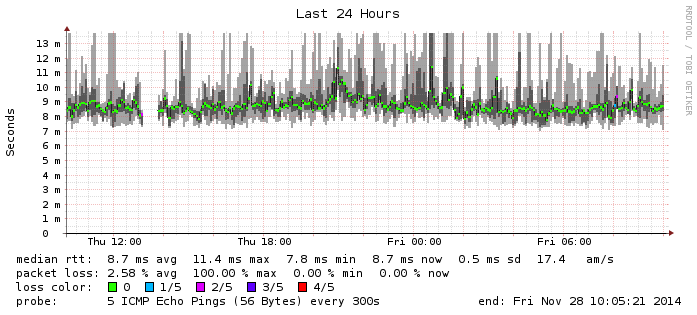 Last 24 Hours
RRDTOOL / TOBI OETIKER
Seconds
13 m
12 m
11 m
10 m
9 m
8 m
7 m
6 m
5 m
4 m
3 m
2 m
1 m
0
Thu 12:00 Thu 18:00 Fri 00:00 Fri 06:00
median rtt: 8.7 ms avg 11.4 ms max 7.8 ms min 8.7 ms now 0.5 ms sd 17.4 am/s
packet loss: 2.58 % avg 100.00 % max 0.00 % min 0.00 % now
loss color: 0 1/5 2/5 3/5 4/5
probe: 5 ICMP Echo Pings (56 Bytes) every 300s end: Fri Nov 28 10:05:21 2014